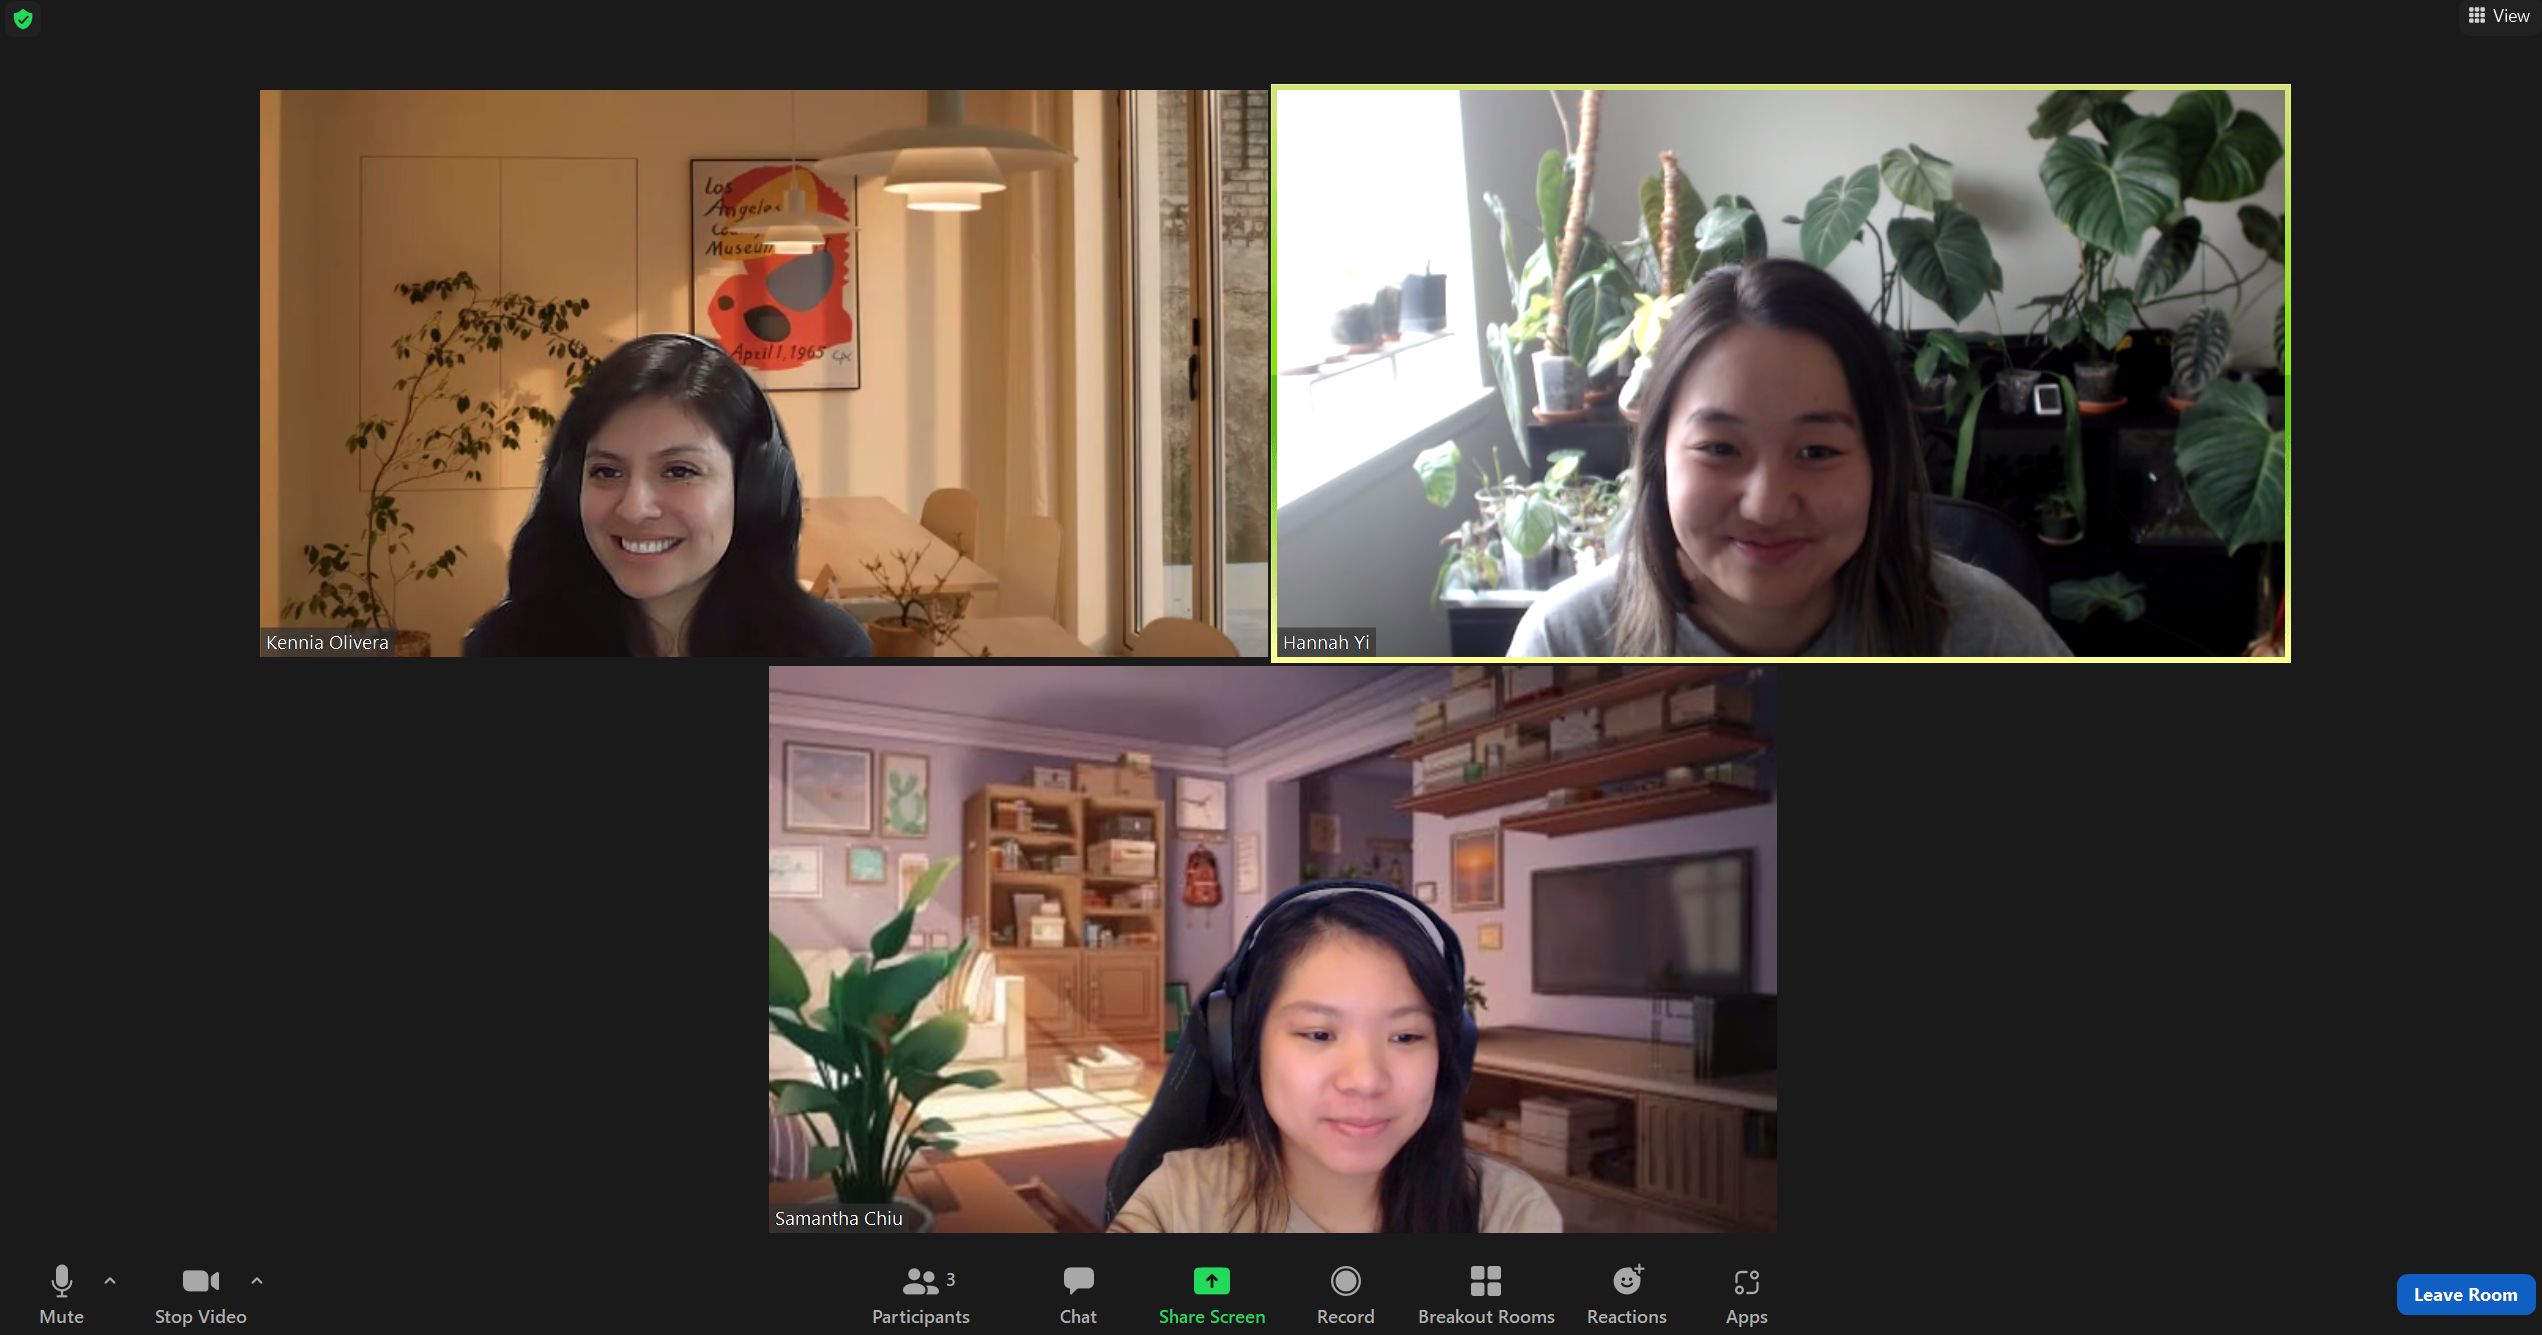 View
Los
Angeles
County
Museum
April 1, 1965
Kennia Olivera
Hannah Yi
Samantha Chiu
Mute
Stop Video
3
Participants
Chat
Share Screen
Record
Breakout Rooms
Reactions
Apps
Leave Room